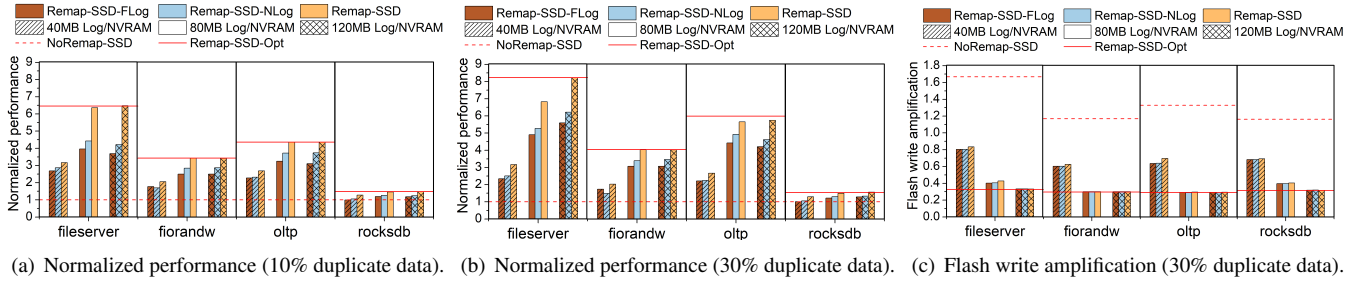 Remap-SSD-FLog Remap-SSD-NLog Remap-SSD
40MB Log/NVRAM 80MB Log/NVRAM 120MB Log/NVRAM
NoRemap-SSD Remap-SSD-Opt
Normalized performance
9
8
7
6
5
4
3
2
1
0
fileserver fiorandw oltp rocksdb
(a) Normalized performance (10% duplicate data).
Remap-SSD-FLog Remap-SSD-NLog Remap-SSD
40MB Log/NVRAM 80MB Log/NVRAM 120MB Log/NVRAM
NoRemap-SSD Remap-SSD-Opt
Normalized performance
9
8
7
6
5
4
3
2
1
0
fileserver fiorandw oltp rocksdb
(b) Normalized performance (30% duplicate data).
Remap-SSD-FLog Remap-SSD-NLog Remap-SSD
40MB Log/NVRAM 80MB Log/NVRAM 120MB Log/NVRAM
NoRemap-SSD Remap-SSD-Opt
Flash write amplification
1.8
1.6
1.4
1.2
1.0
0.8
0.6
0.4
0.2
0.0
fileserver fiorandw oltp rocksdb
(c) Flash write amplification (30% duplicate data).